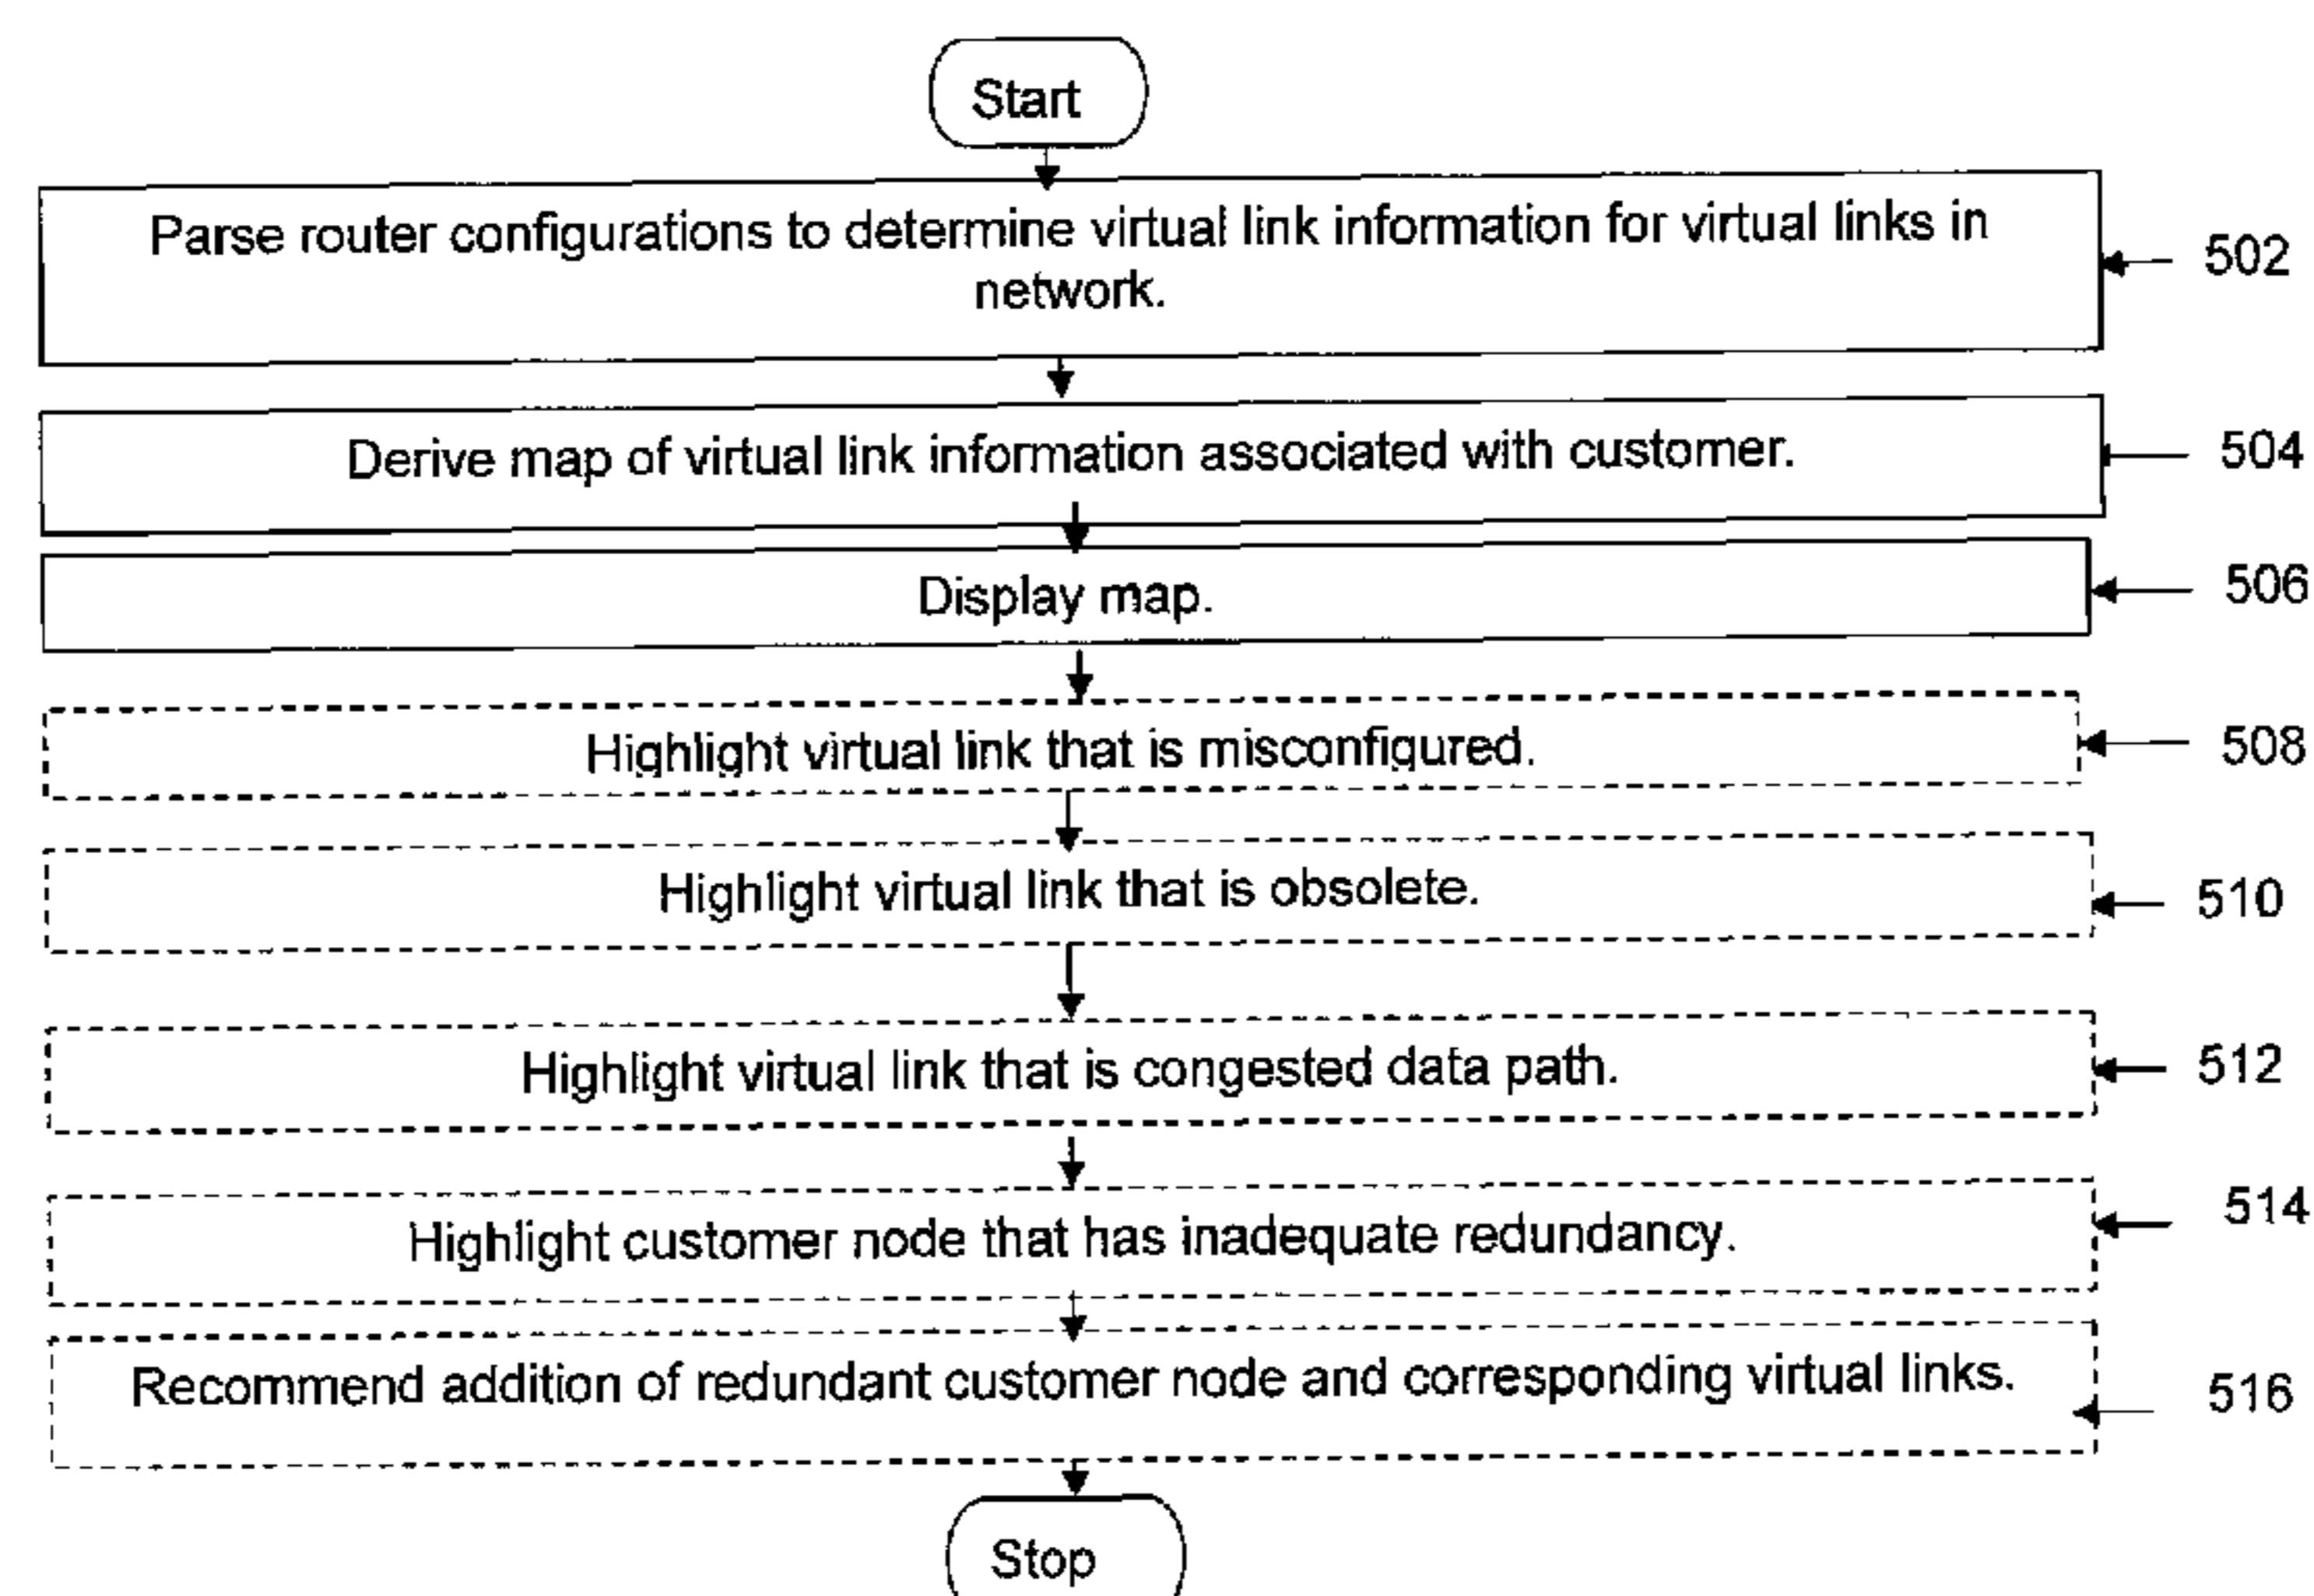 Start
Parse router configurations to determine virtual link information for virtual links in
network.
502
Derive map of virtual link information associated with customer.
504
Display map.
506
Highlight virtual link that is misconfigured.
508
Highlight virtual link that is obsolete.
510
Highlight virtual link that is congested data path.
512
Highlight customer node that has inadequate redundancy.
514
Recommend addition of redundant customer node and corresponding virtual links.
516
Stop